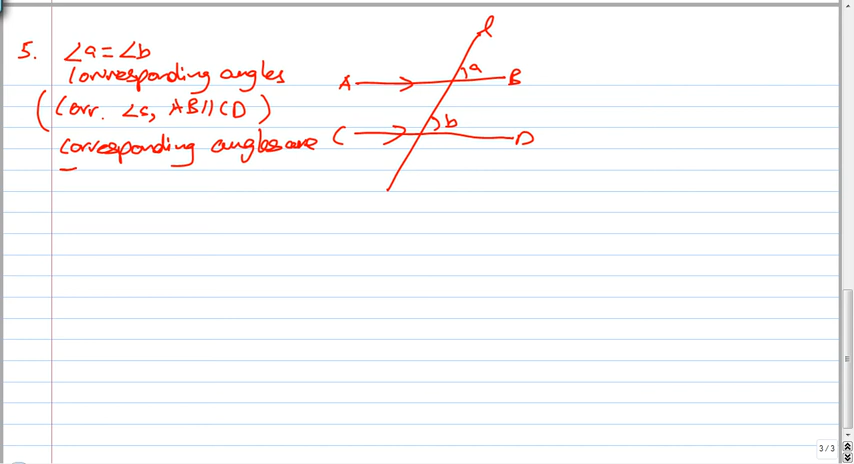 5. ∠a = ∠b
Corresponding angles
(Corr. ∠s, AB // CD)
corresponding angles are
l
a
A B
b
C D
3 / 3